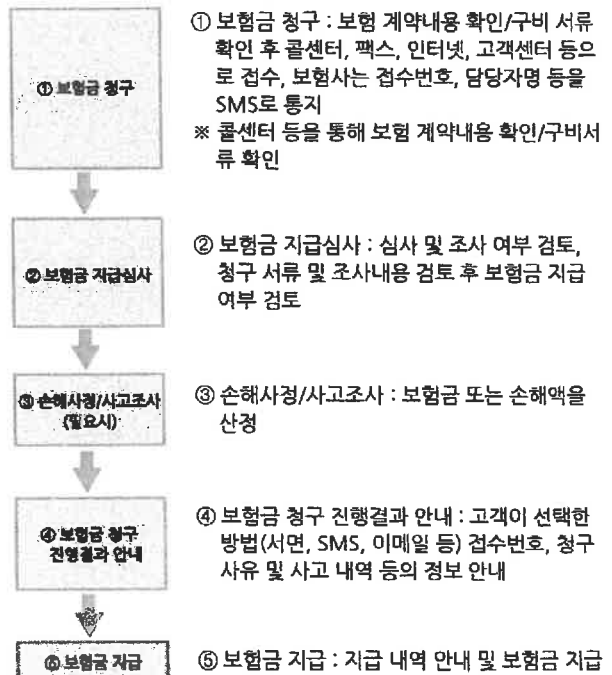 ① 보험금 청구
① 보험금 청구 : 보험 계약내용 확인/구비 서류
확인 후 콜센터, 팩스, 인터넷, 고객센터 등으
로 접수, 보험사는 접수번호, 담당자명 등을
SMS로 통지
※ 콜센터 등을 통해 보험 계약내용 확인/구비서
류 확인
② 보험금 지급심사
② 보험금 지급심사 : 심사 및 조사 여부 검토,
청구 서류 및 조사내용 검토 후 보험금 지급
여부 검토
③ 손해사정/사고조사
(필요시)
③ 손해사정/사고조사 : 보험금 또는 손해액을
산정
④ 보험금 청구
진행결과 안내
④ 보험금 청구 진행결과 안내 : 고객이 선택한
방법(서면, SMS, 이메일 등) 접수번호, 청구
사유 및 사고 내역 등의 정보 안내
⑤ 보험금 지급
⑤ 보험금 지급 : 지급 내역 안내 및 보험금 지급